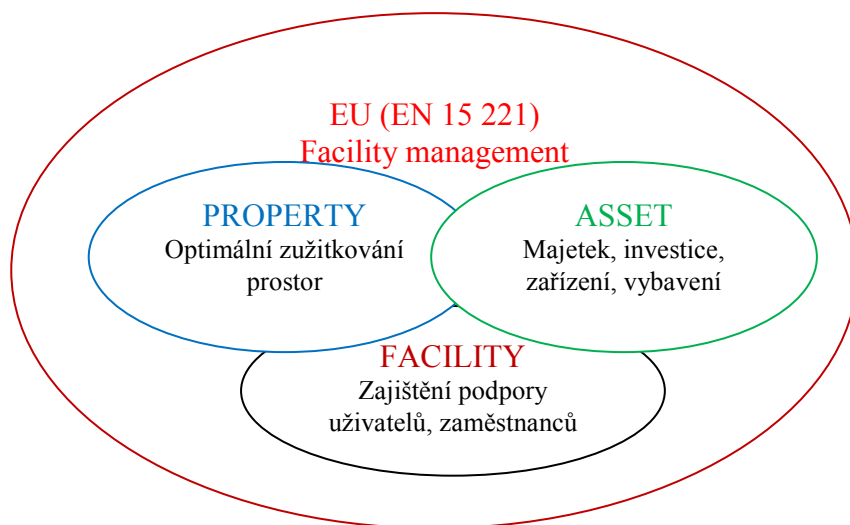 EU (EN 15 221)
Facility management
PROPERTY
Optimální zužitkování
prostor
ASSET
Majetek, investice,
zařízení, vybavení
FACILITY
Zajištění podpory
uživatelů, zaměstnanců